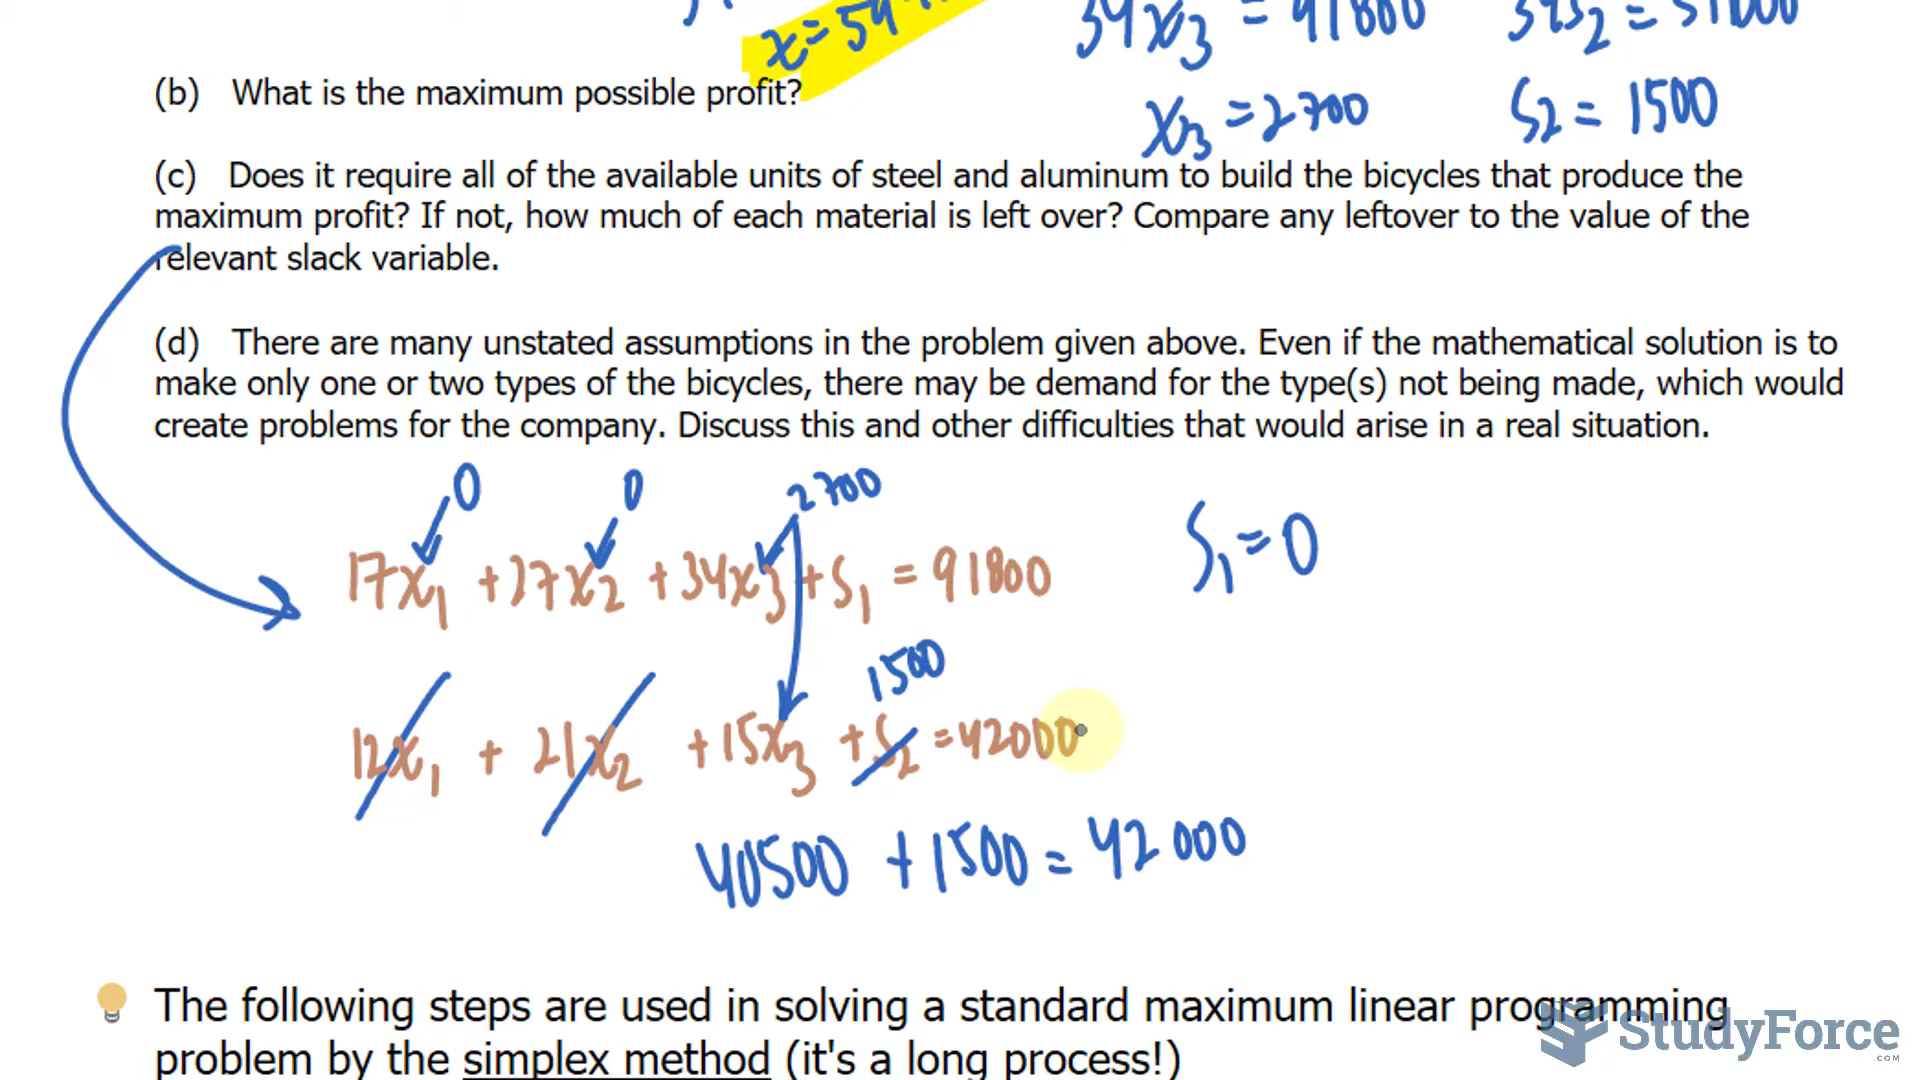 34x3 = 91800
x3 = 2700
S2 = 1500
(b) What is the maximum possible profit?
(c) Does it require all of the available units of steel and aluminum to build the bicycles that produce the
maximum profit? If not, how much of each material is left over? Compare any leftover to the value of the
relevant slack variable.
(d) There are many unstated assumptions in the problem given above. Even if the mathematical solution is to
make only one or two types of the bicycles, there may be demand for the type(s) not being made, which would
create problems for the company. Discuss this and other difficulties that would arise in a real situation.
0 0 2700
17x1 + 27x2 + 34x3 + S1 = 91800
S1 = 0
1500
12x1 + 21x2 + 15x3 + S2 = 42000
40500 + 1500 = 42000
The following steps are used in solving a standard maximum linear programming
problem by the simplex method (it's a long process!)
StudyForce
.COM